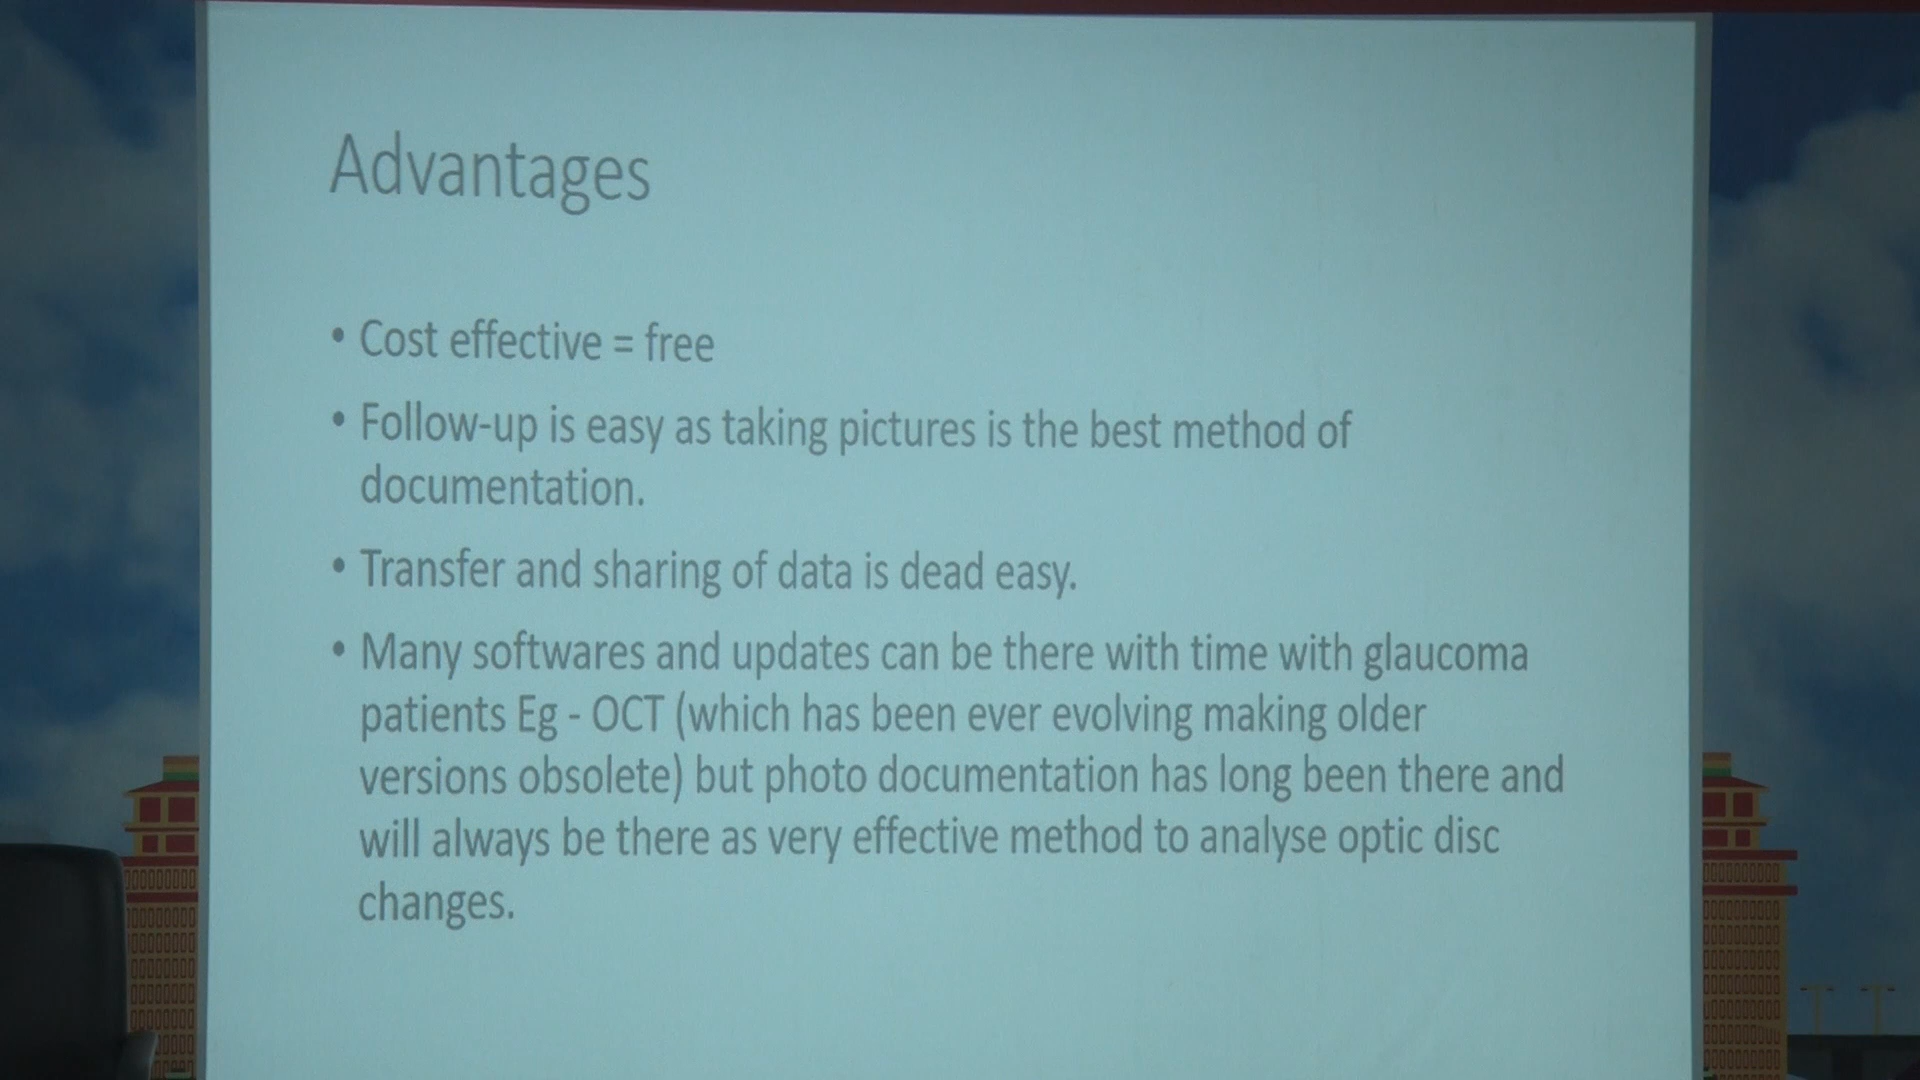 Advantages
• Cost effective = free
• Follow-up is easy as taking pictures is the best method of
documentation.
• Transfer and sharing of data is dead easy.
• Many softwares and updates can be there with time with glaucoma
patients Eg - OCT (which has been ever evolving making older
versions obsolete) but photo documentation has long been there and
will always be there as very effective method to analyse optic disc
changes.